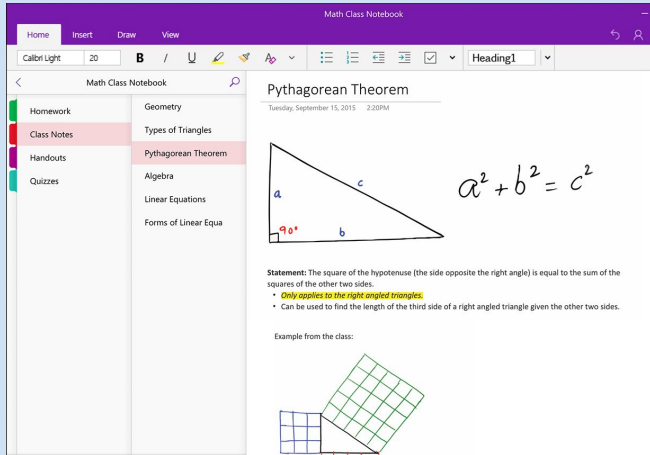 Math Class Notebook
Home Insert Draw View
Calibri Light 20 B I U Heading1
Math Class Notebook
Homework
Class Notes
Handouts
Quizzes
Geometry
Types of Triangles
Pythagorean Theorem
Algebra
Linear Equations
Forms of Linear Equa
Pythagorean Theorem
Tuesday, September 15, 2015 2:20PM
a
c
b
90°
a² + b² = c²
Statement: The square of the hypotenuse (the side opposite the right angle) is equal to the sum of the
squares of the other two sides.
• Only applies to the right angled triangles.
• Can be used to find the length of the third side of a right angled triangle given the other two sides.
Example from the class: